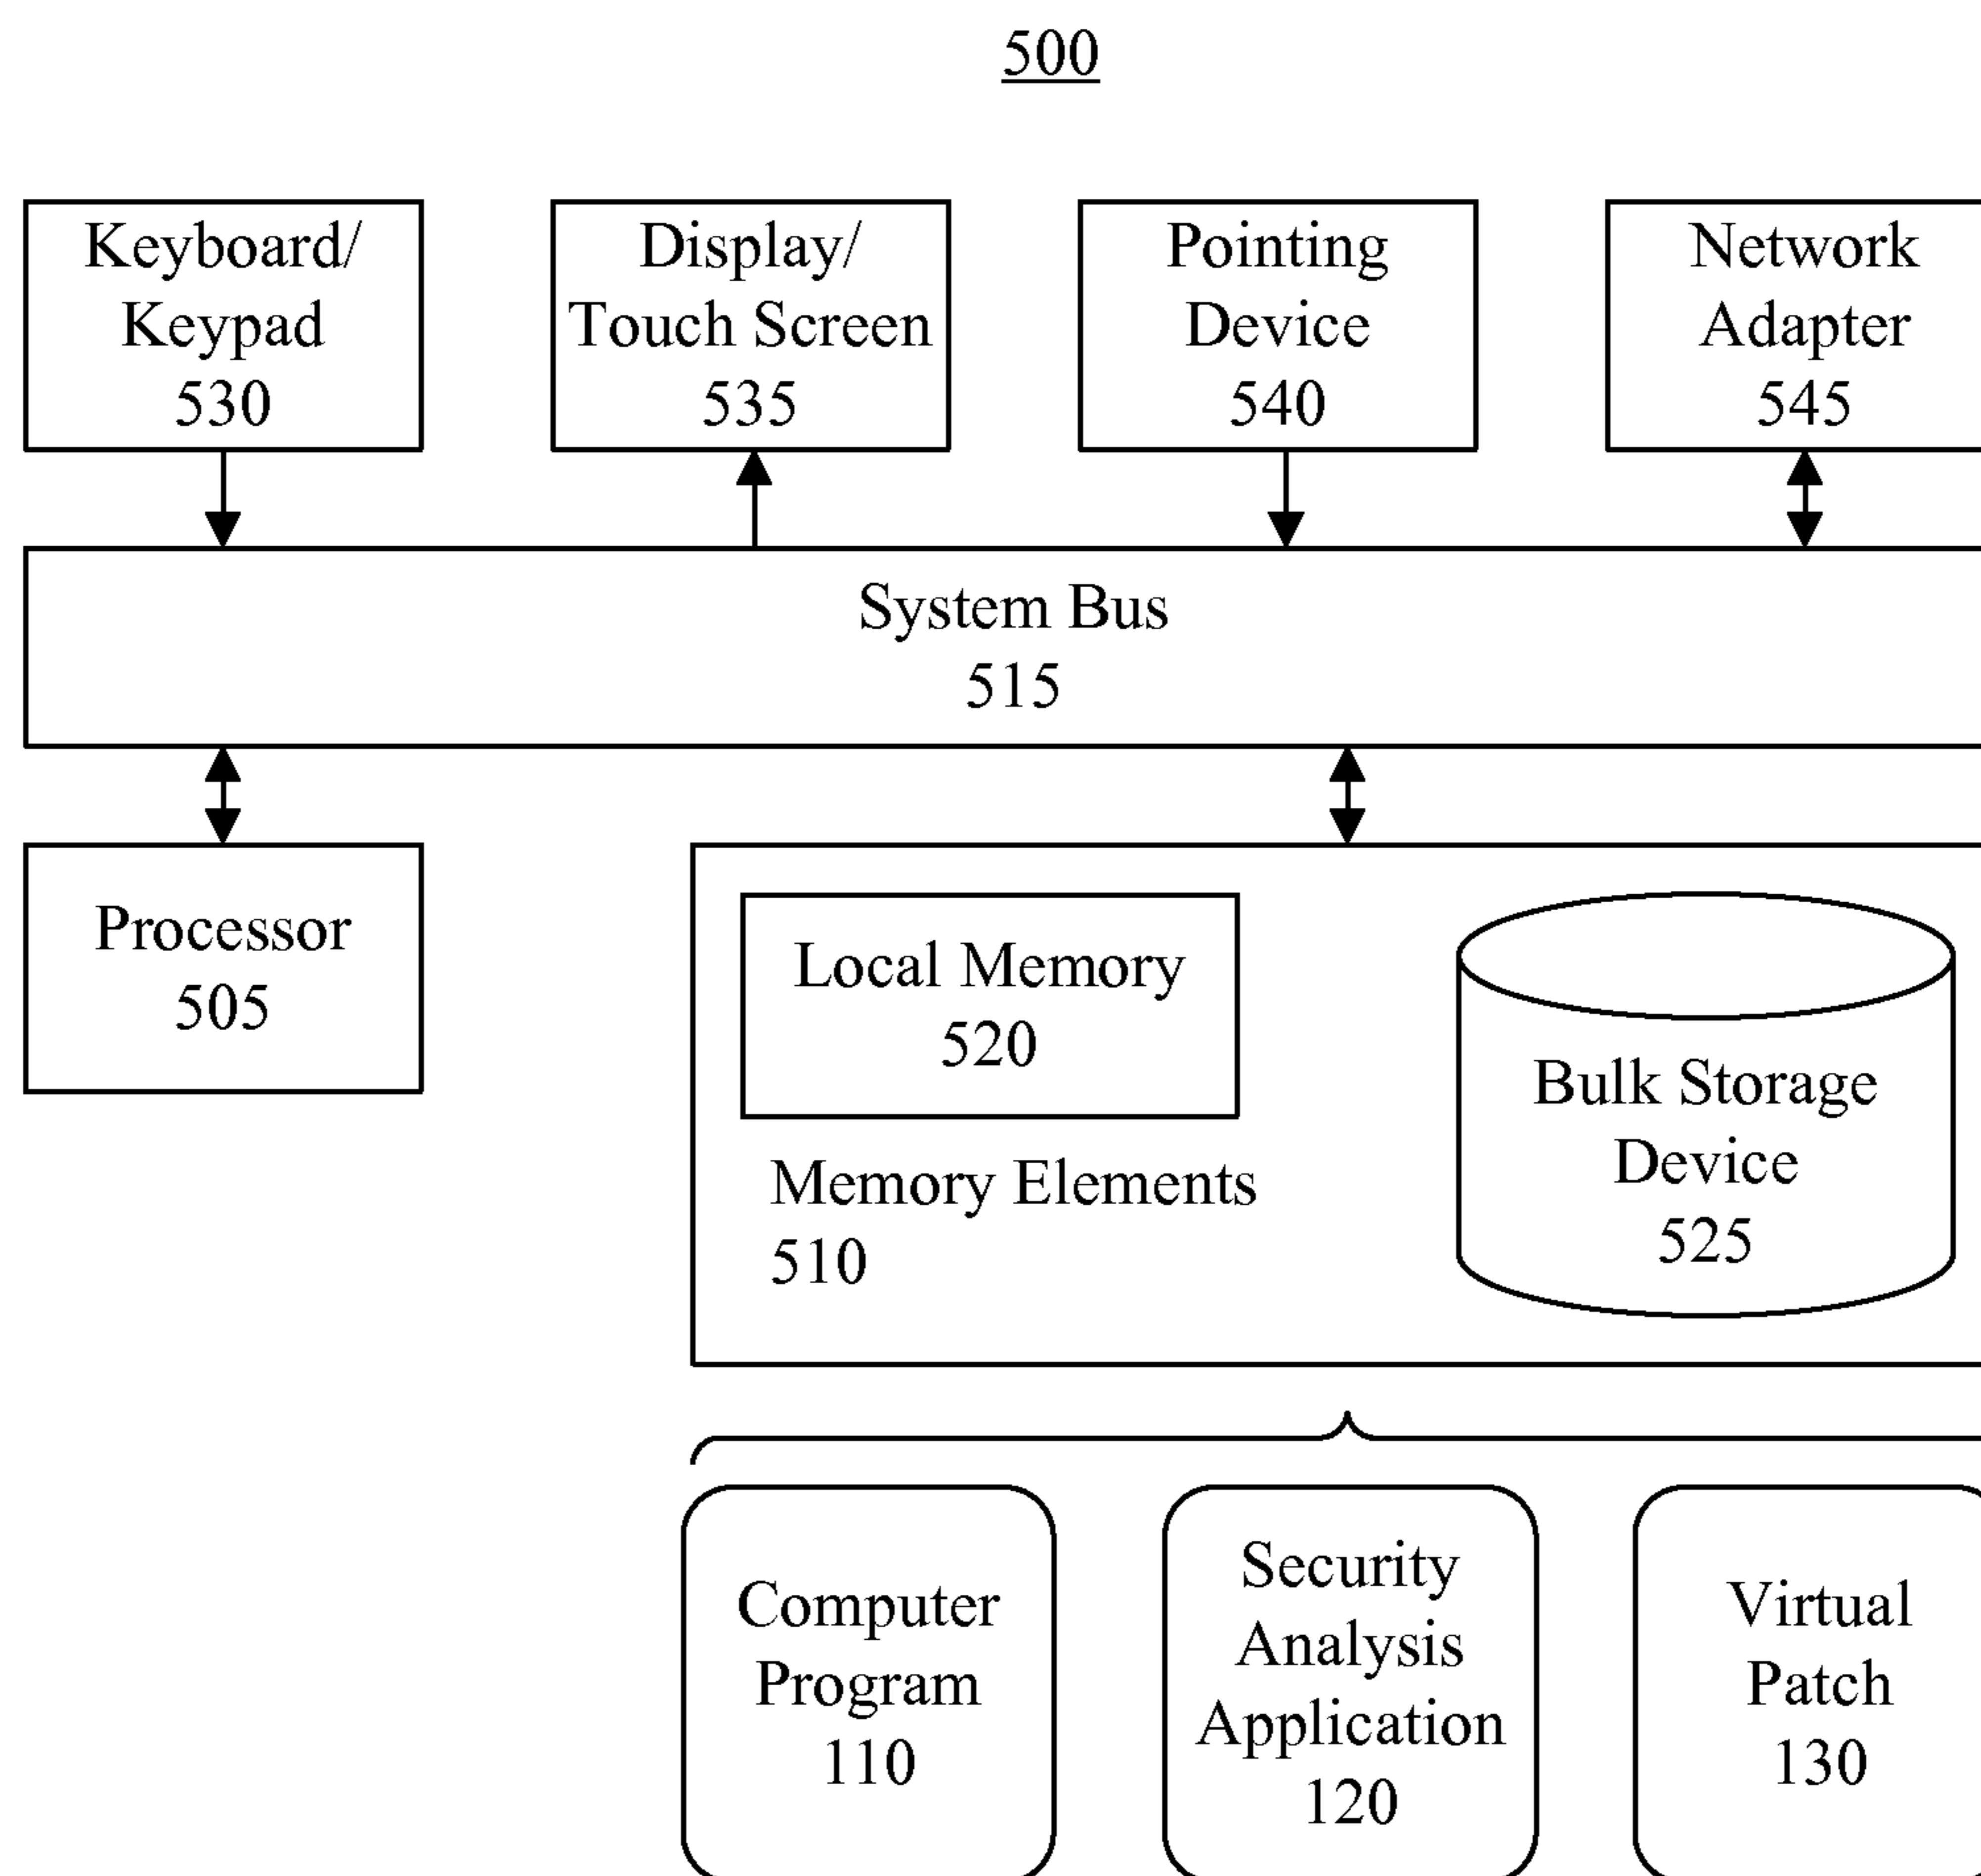 500
Keyboard/
Keypad
530
Display/
Touch Screen
535
Pointing
Device
540
Network
Adapter
545
System Bus
515
Processor
505
Local Memory
520
Memory Elements
510
Bulk Storage
Device
525
Computer
Program
110
Security
Analysis
Application
120
Virtual
Patch
130